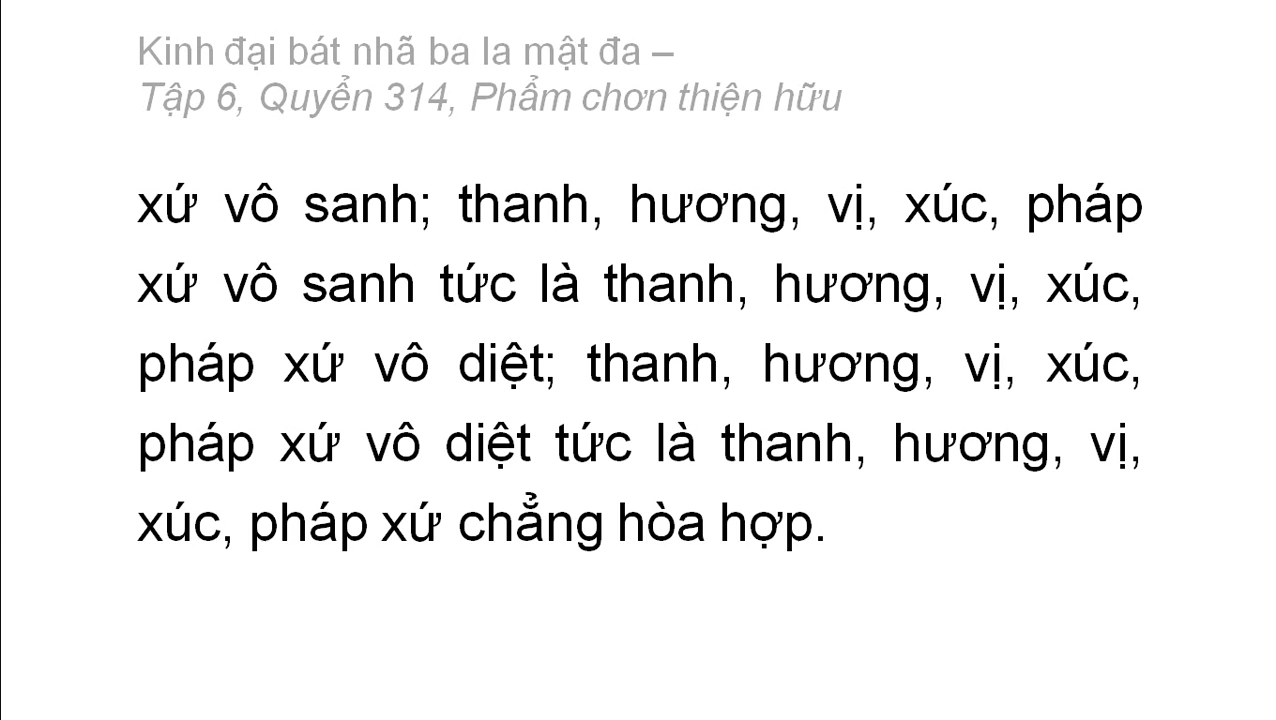 Kinh đại bát nhã ba la mật đa –
Tập 6, Quyển 314, Phẩm chơn thiện hữu
xứ vô sanh; thanh, hương, vị, xúc, pháp
xứ vô sanh tức là thanh, hương, vị, xúc,
pháp xứ vô diệt; thanh, hương, vị, xúc,
pháp xứ vô diệt tức là thanh, hương, vị,
xúc, pháp xứ chẳng hòa hợp.